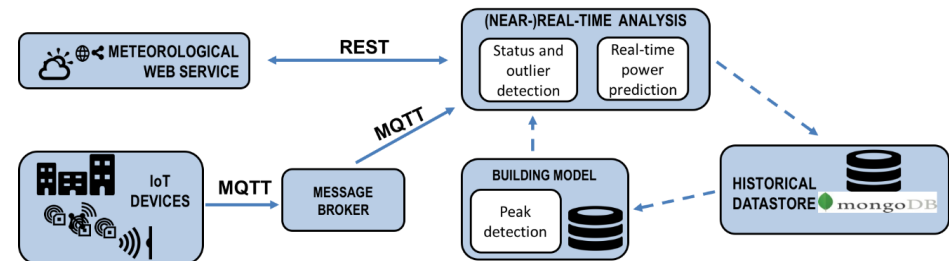 (NEAR-)REAL-TIME ANALYSIS
METEOROLOGICAL
WEB SERVICE
REST
Status and
outlier
detection
Real-time
power
prediction
MQTT
IoT
DEVICES
MQTT
MESSAGE
BROKER
BUILDING MODEL
Peak
detection
HISTORICAL
DATASTORE
mongoDB